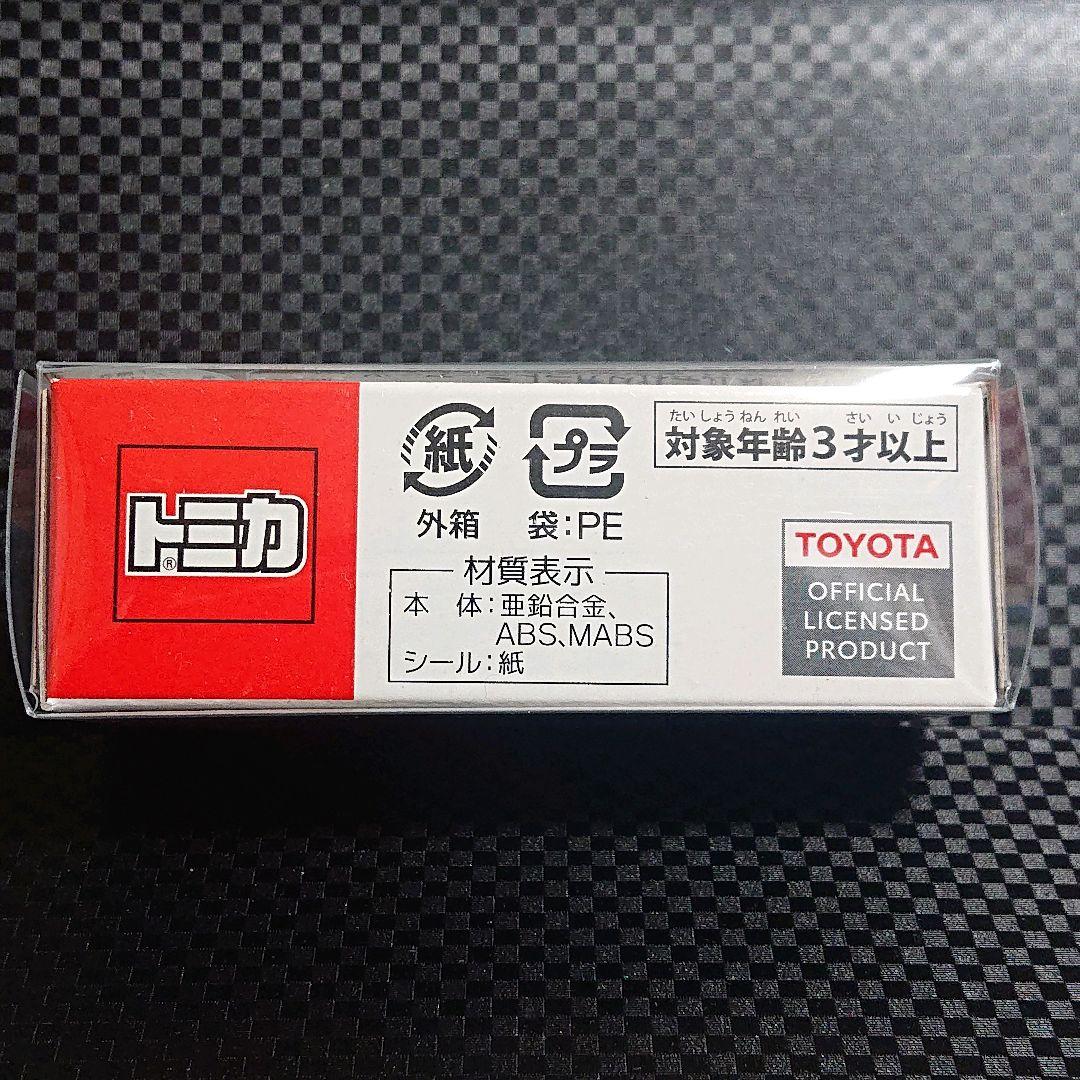 トミカ
®
紙
プラ
外箱 袋:PE
材質表示
本 体:亜鉛合金、
ABS、MABS
シール:紙
たいしょうねんれい さいいじょう
対象年齢3才以上
TOYOTA
OFFICIAL
LICENSED
PRODUCT